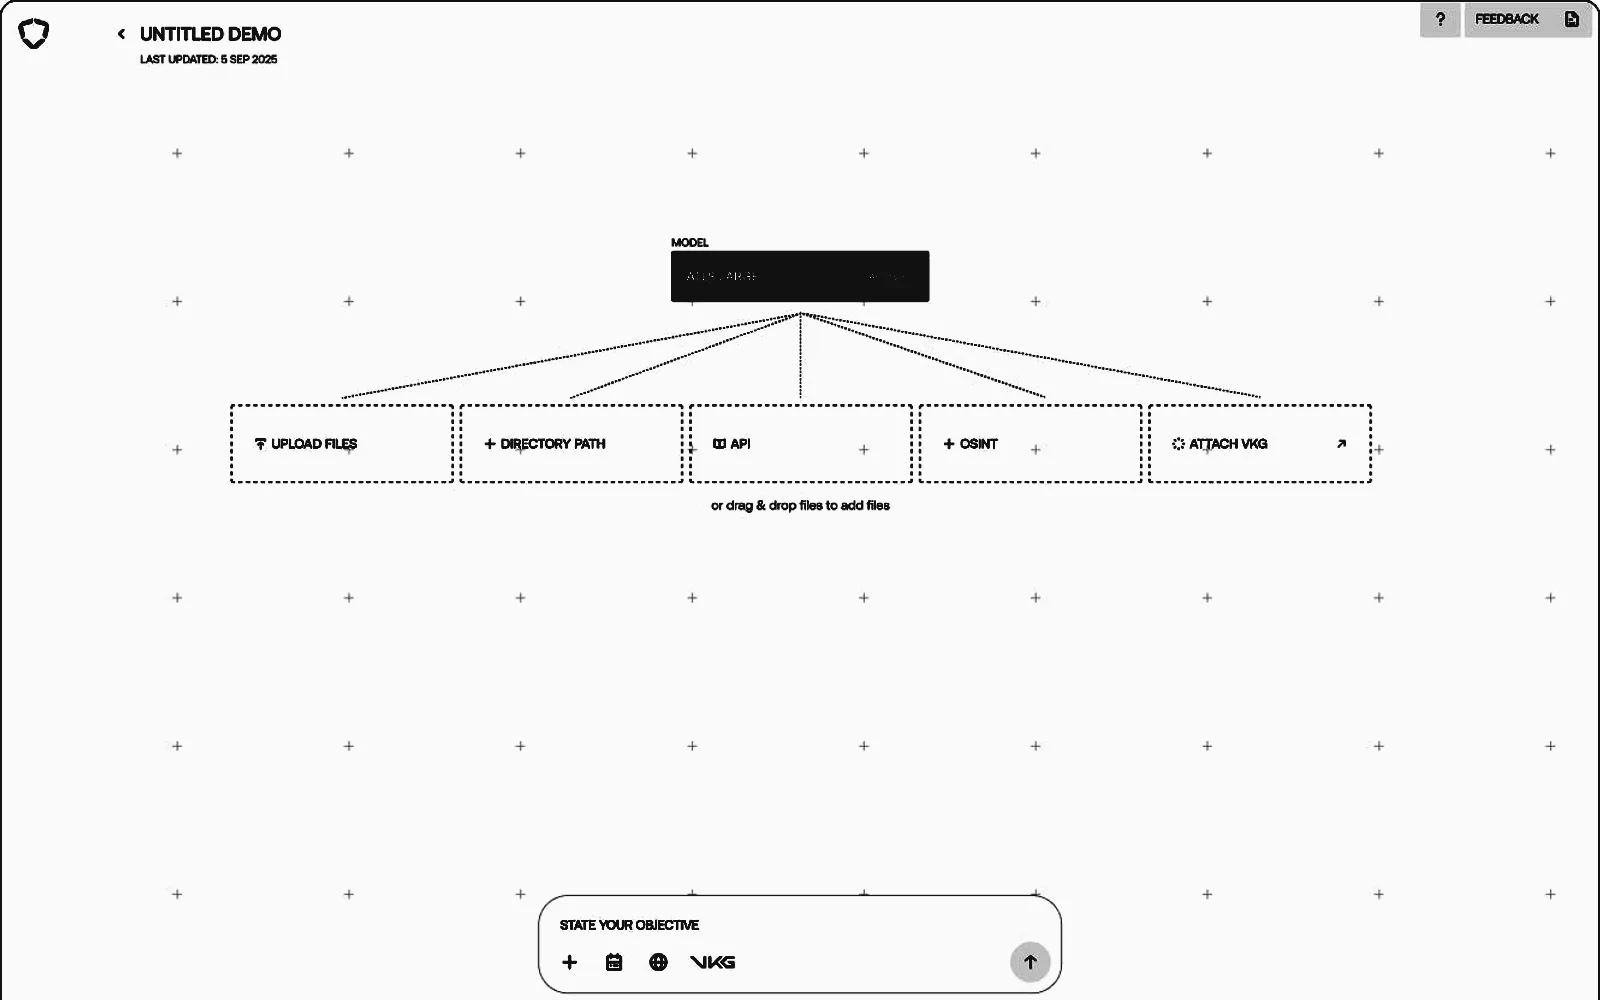 UNTITLED DEMO
LAST UPDATED: 5 SEP 2025
?
FEEDBACK
MODEL
UPLOAD FILES
DIRECTORY PATH
API
OSINT
ATTACH VKG
or drag & drop files to add files
STATE YOUR OBJECTIVE
VKG